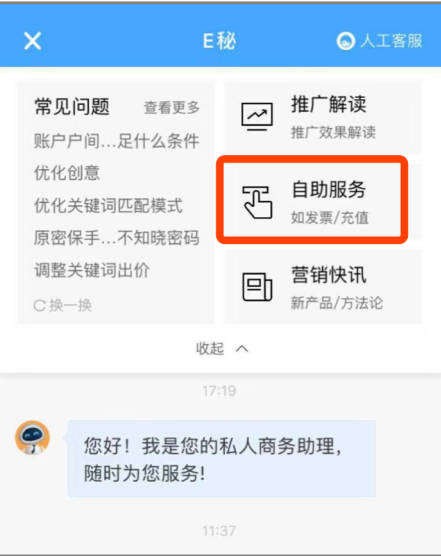 E秘
人工客服
常见问题 查看更多
账户户间...足什么条件
优化创意
优化关键词匹配模式
原密保手...不知晓密码
调整关键词出价
换一换
推广解读
推广效果解读
自助服务
如发票/充值
营销快讯
新产品/方法论
收起
17:19
您好！我是您的私人商务助理，
随时为您服务!
11:37